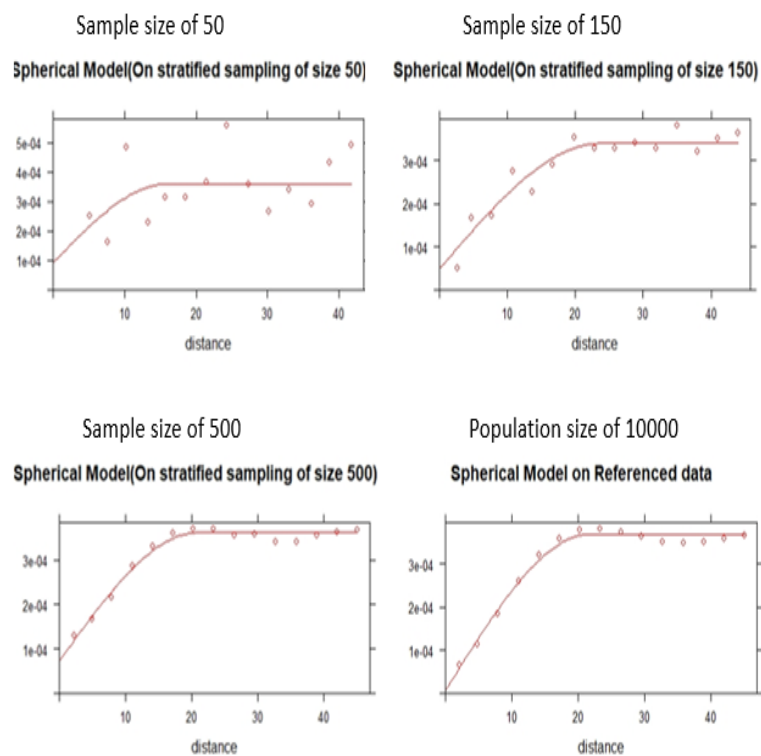 Sample size of 50
Sample size of 150
Spherical Model(On stratified sampling of size 50)
Spherical Model(On stratified sampling of size 150)
5e-04
4e-04
3e-04
2e-04
1e-04
10
20
30
40
distance
3e-04
2e-04
1e-04
10
20
30
40
distance
Sample size of 500
Population size of 10000
Spherical Model(On stratified sampling of size 500)
Spherical Model on Referenced data
3e-04
2e-04
1e-04
10
20
30
40
distance
3e-04
2e-04
1e-04
10
20
30
40
distance